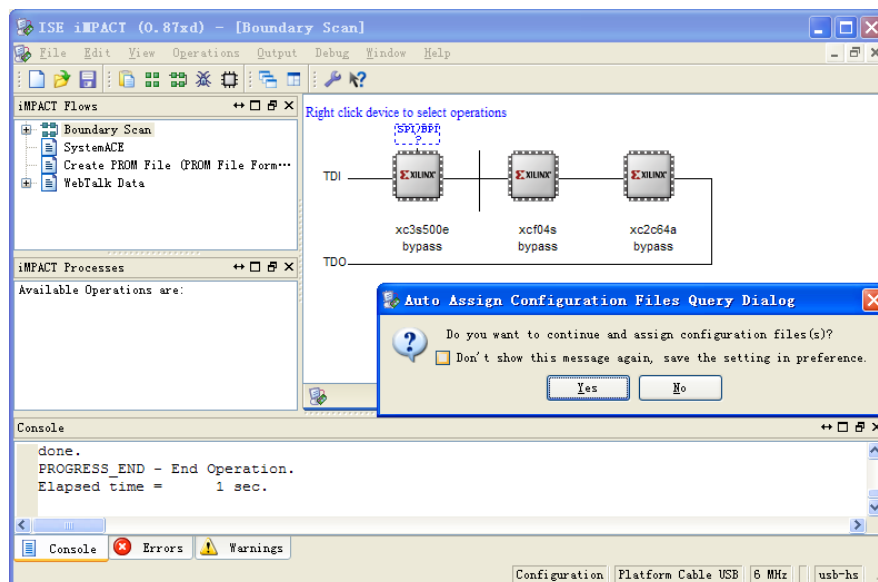 ISE iMPACT (0.87xd) - [Boundary Scan]
File Edit View Operations Output Debug Window Help
iMPACT Flows
Boundary Scan
SystemACE
Create PROM File (PROM File Form...
WebTalk Data
iMPACT Processes
Available Operations are:
Right click device to select operations
SPI/BPI
?
TDI
XILINX XILINX XILINX
xc3s500e xcf04s xc2c64a
bypass bypass bypass
TDO
Auto Assign Configuration Files Query Dialog
Do you want to continue and assign configuration files(s)?
Don't show this message again, save the setting in preference.
Yes No
Console
done.
PROGRESS_END - End Operation.
Elapsed time = 1 sec.
Console Errors Warnings
Configuration Platform Cable USB 6 MHz usb-hs